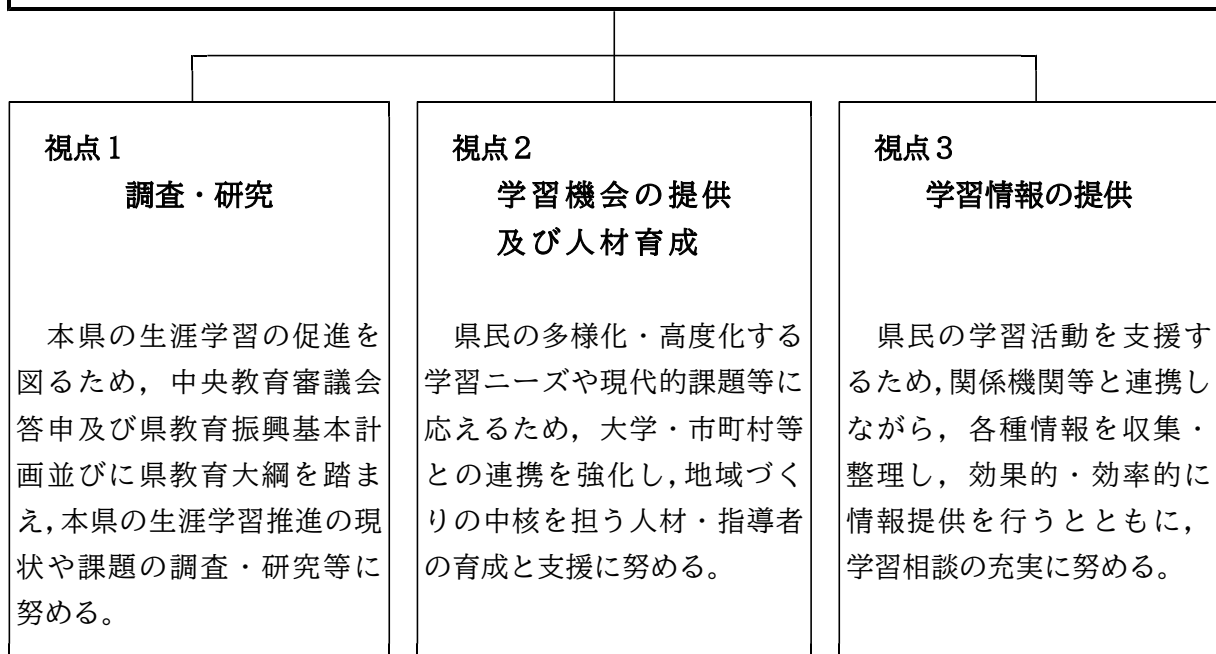 視点1
調査・研究
本県の生涯学習の促進を
図るため，中央教育審議会
答申及び県教育振興基本計
画並びに県教育大綱を踏ま
え，本県の生涯学習推進の現
状や課題の調査・研究等に
努める。
視点2
学習機会の提供
及び人材育成
県民の多様化・高度化する
学習ニーズや現代的課題等に
応えるため，大学・市町村等
との連携を強化し，地域づく
りの中核を担う人材・指導者
の育成と支援に努める。
視点3
学習情報の提供
県民の学習活動を支援す
るため，関係機関等と連携し
ながら，各種情報を収集・
整理し，効果的・効率的に
情報提供を行うとともに，
学習相談の充実に努める。